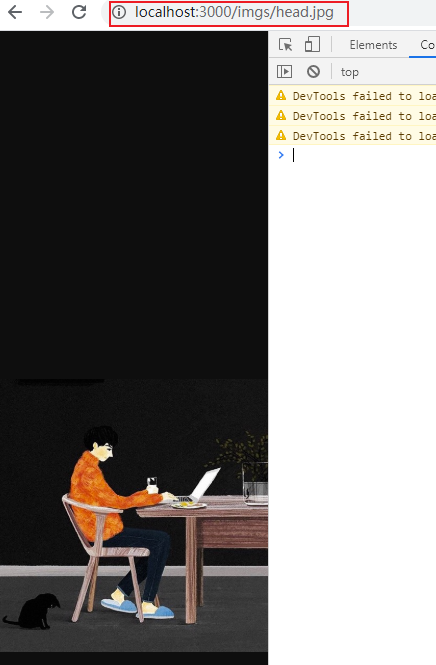 localhost:3000/imgs/head.jpg
Elements
Co
top
DevTools failed to loa
DevTools failed to loa
DevTools failed to loa